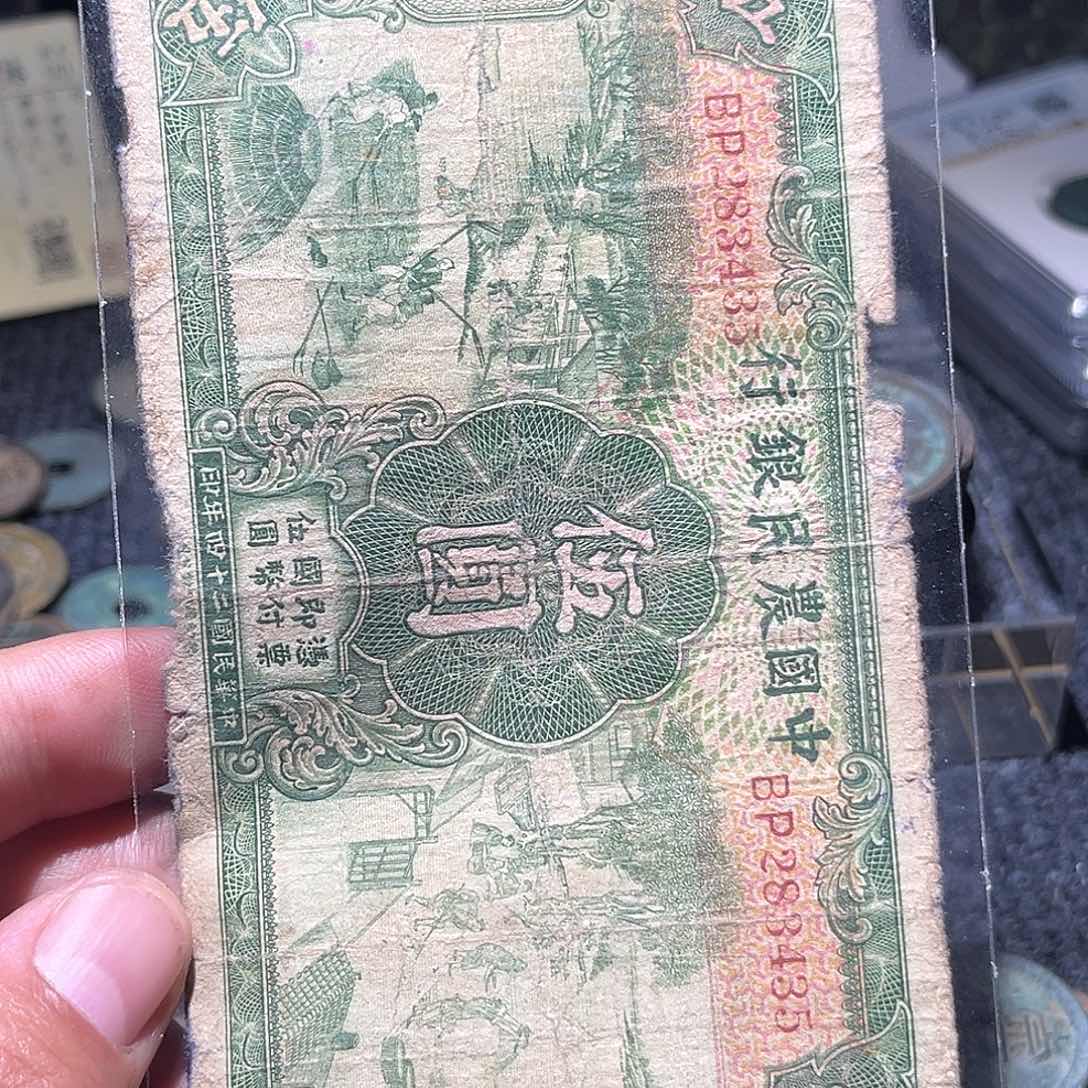 中國農民銀行
BP283435
BP283435
伍圓
憑票
即付
國幣
伍圓
中華民國二十四年印